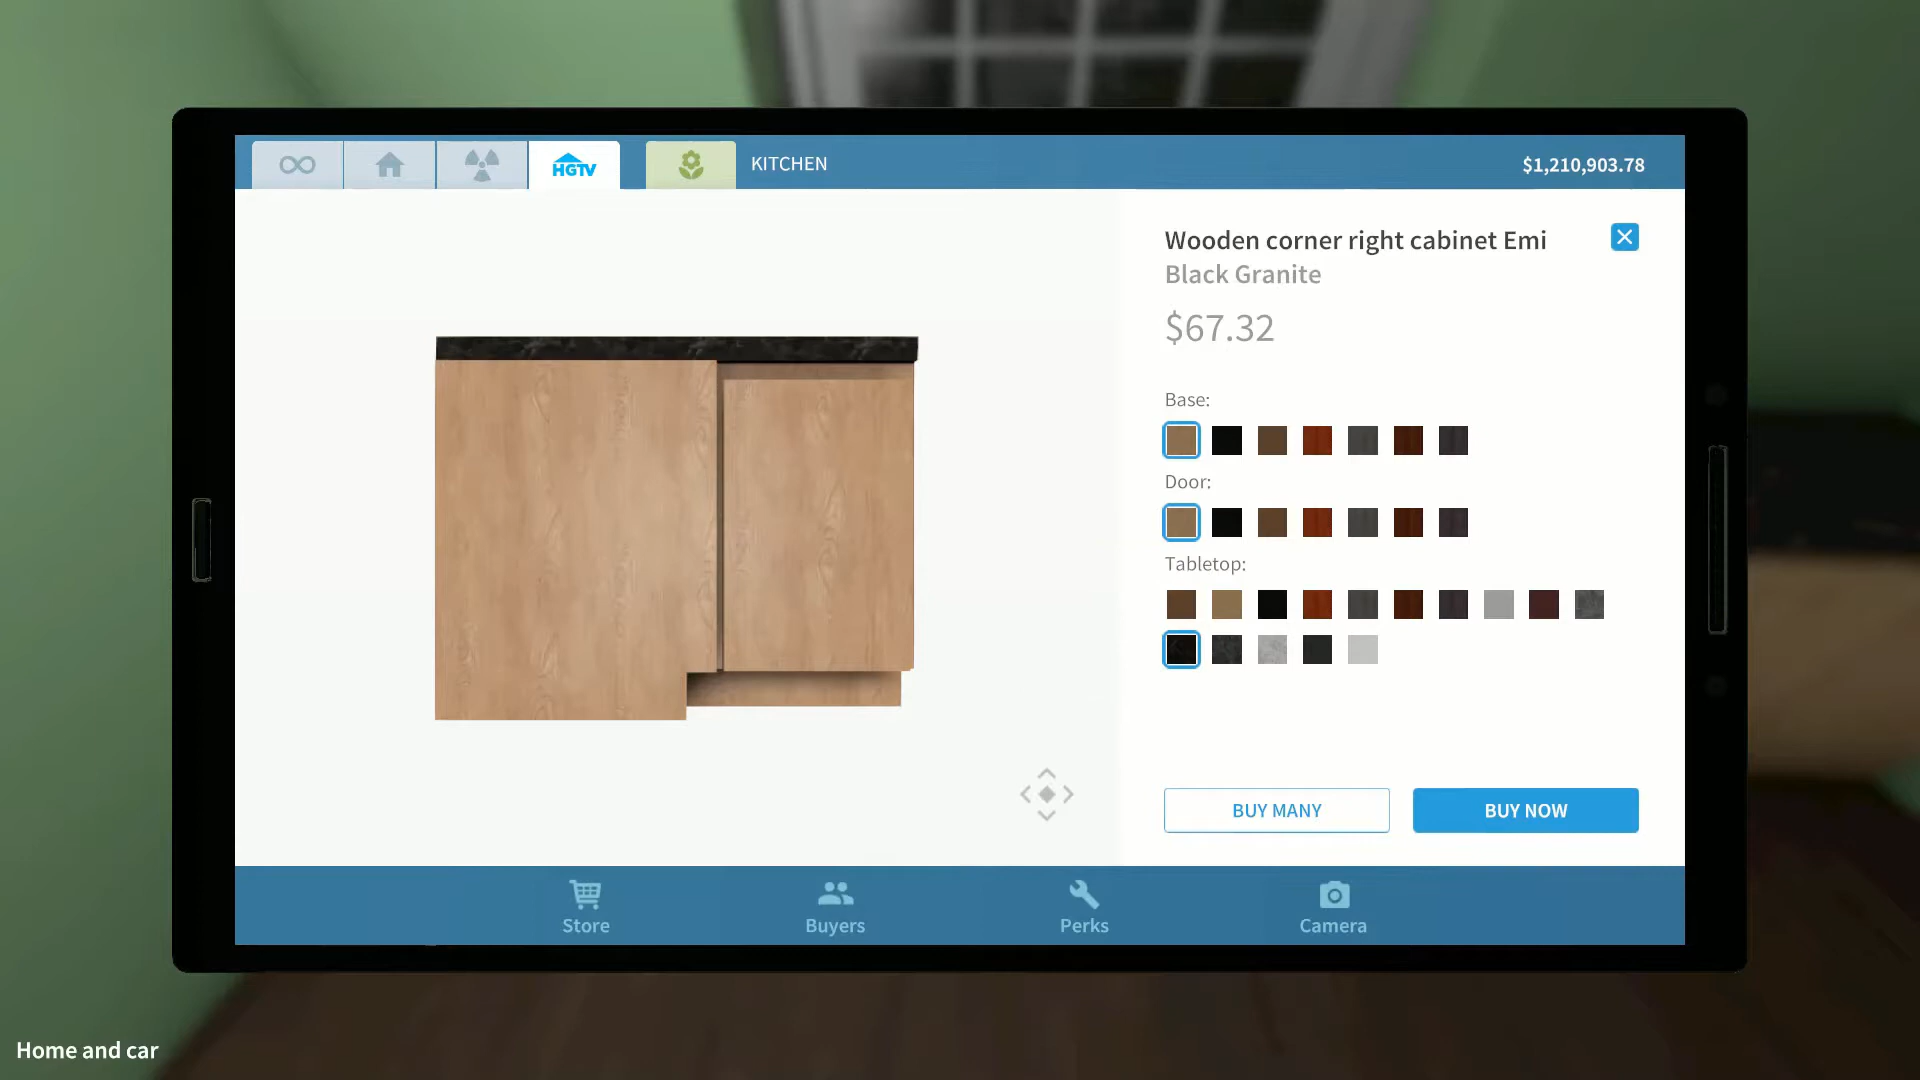 HGTV
KITCHEN
$1,210,903.78
Wooden corner right cabinet Emi
Black Granite
$67.32
Base:
Door:
Tabletop:
BUY MANY
BUY NOW
Store
Buyers
Perks
Camera
Home and car